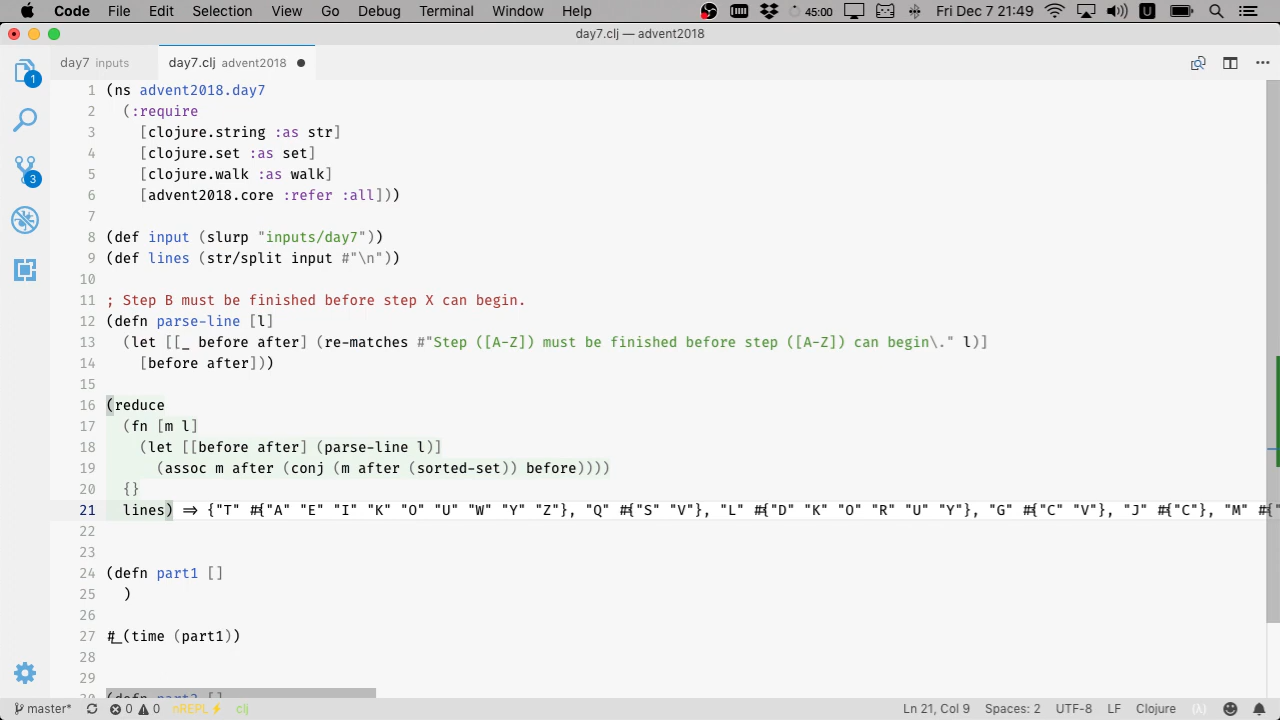 Code File Edit Selection View Go Debug Terminal Window Help 45:00 Fri Dec 7 21:49
day7.clj — advent2018
day7 inputs day7.clj advent2018
1 (ns advent2018.day7
2 (:require
3 [clojure.string :as str]
4 [clojure.set :as set]
5 [clojure.walk :as walk]
6 [advent2018.core :refer :all]))
7
8 (def input (slurp "inputs/day7"))
9 (def lines (str/split input #"\n"))
10
11 ; Step B must be finished before step X can begin.
12 (defn parse-line [l]
13 (let [[_ before after] (re-matches #"Step ([A-Z]) must be finished before step ([A-Z]) can begin\." l)]
14 [before after]))
15
16 (reduce
17 (fn [m l]
18 (let [[before after] (parse-line l)]
19 (assoc m after (conj (m after (sorted-set)) before))))
20 {}
21 lines) => {"T" #{"A" "E" "I" "K" "O" "U" "W" "Y" "Z"}, "Q" #{"S" "V"}, "L" #{"D" "K" "O" "R" "U" "Y"}, "G" #{"C" "V"}, "J" #{"C"}, "M" #{"
22
23
24 (defn part1 []
25 )
26
27 #_(time (part1))
28
29
30 (defn part2 []
master* 0 0 nREPL clj Ln 21, Col 9 Spaces: 2 UTF-8 LF Clojure (λ)